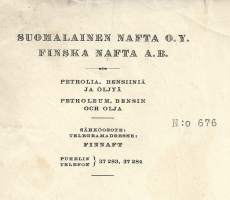 SUOMALAINEN NAFTA O.Y.
FINSKA NAFTA A.B.
PETROLIA, BENSIINIÄ
JA ÖLJYÄ
PETROLEUM, BENSIN
OCH OLJA
N:o 676
SÄHKÖOSOTE:
TELEGRAMADRESSE:
FINNAFT
PUHELIN
TELEFON } 37 283, 37 284